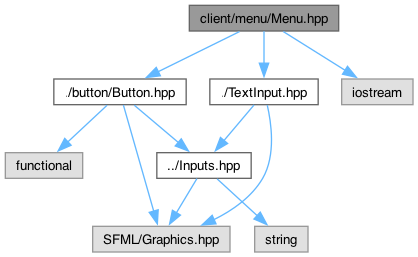 client/menu/Menu.hpp
./button/Button.hpp
./TextInput.hpp
iostream
functional
../Inputs.hpp
SFML/Graphics.hpp
string